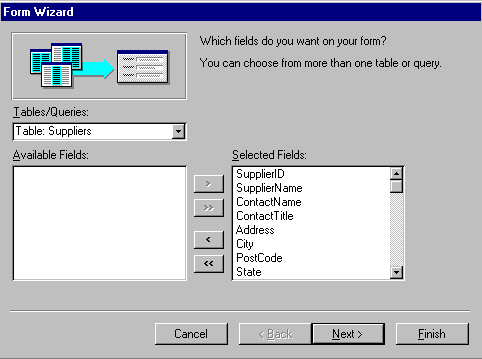 Form Wizard
Which fields do you want on your form?
You can choose from more than one table or query.
Tables/Queries:
Table: Suppliers
Available Fields:
Selected Fields:
>
>>
<
<<
SupplierID
SupplierName
ContactName
ContactTitle
Address
City
PostCode
State
Cancel
< Back
Next >
Finish